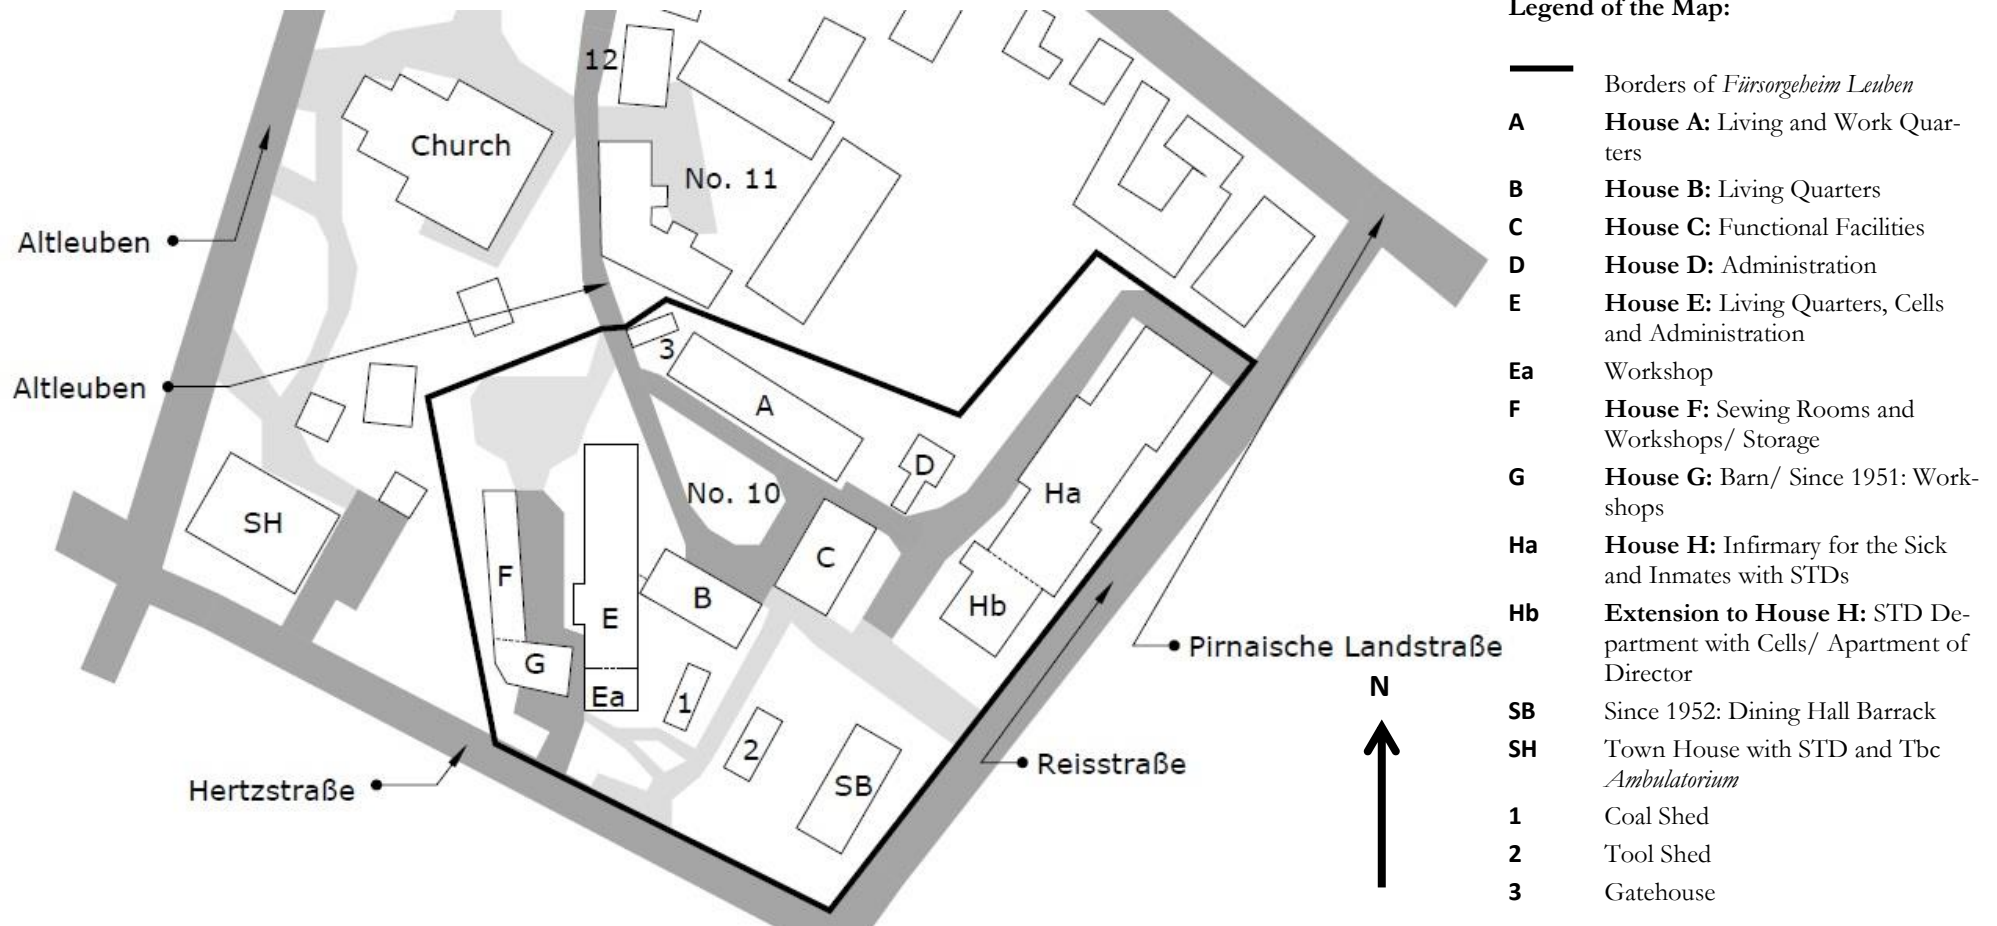 Legend of the Map:
Borders of Fürsorgeheim Leuben
A House A: Living and Work Quar-
ters
B House B: Living Quarters
C House C: Functional Facilities
D House D: Administration
E House E: Living Quarters, Cells
and Administration
Ea Workshop
F House F: Sewing Rooms and
Workshops/ Storage
G House G: Barn/ Since 1951: Work-
shops
Ha House H: Infirmary for the Sick
and Inmates with STDs
Hb Extension to House H: STD De-
partment with Cells/ Apartment of
Director
SB Since 1952: Dining Hall Barrack
SH Town House with STD and Tbc
Ambulatorium
1 Coal Shed
2 Tool Shed
3 Gatehouse
12
Church
No. 11
Altleuben
3
Altleuben
A
D
No. 10
Ha
SH
C
F
B
Hb
E
G
Pirnaische Landstraße
Ea
1
N
2
Reisstraße
SB
Hertzstraße